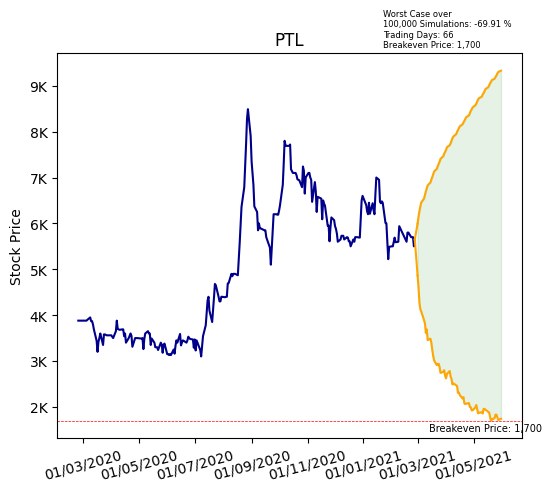 Worst Case over
100,000 Simulations: -69.91 %
Trading Days: 66
Breakeven Price: 1,700
PTL
Stock Price
9K
8K
7K
6K
5K
4K
3K
2K
Breakeven Price: 1,700
01/03/2020
01/05/2020
01/07/2020
01/09/2020
01/11/2020
01/01/2021
01/03/2021
01/05/2021